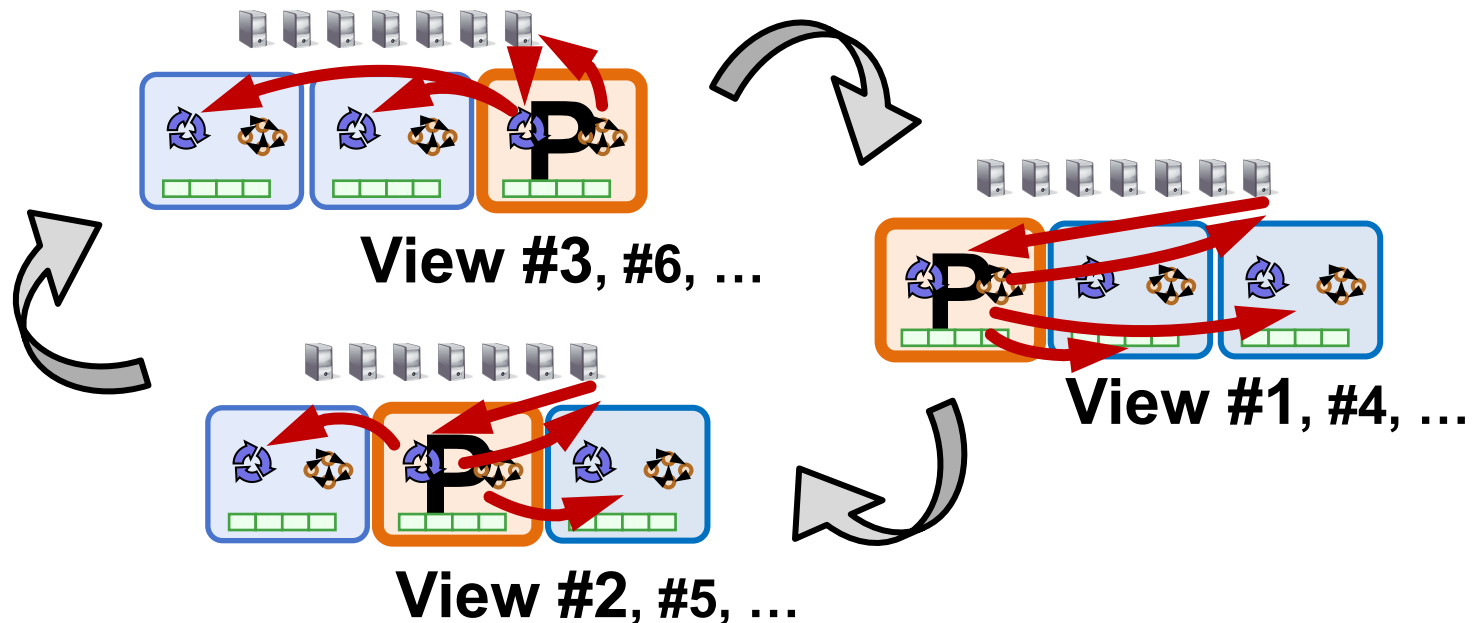 P
View #3, #6, …
P
View #1, #4, …
P
View #2, #5, …